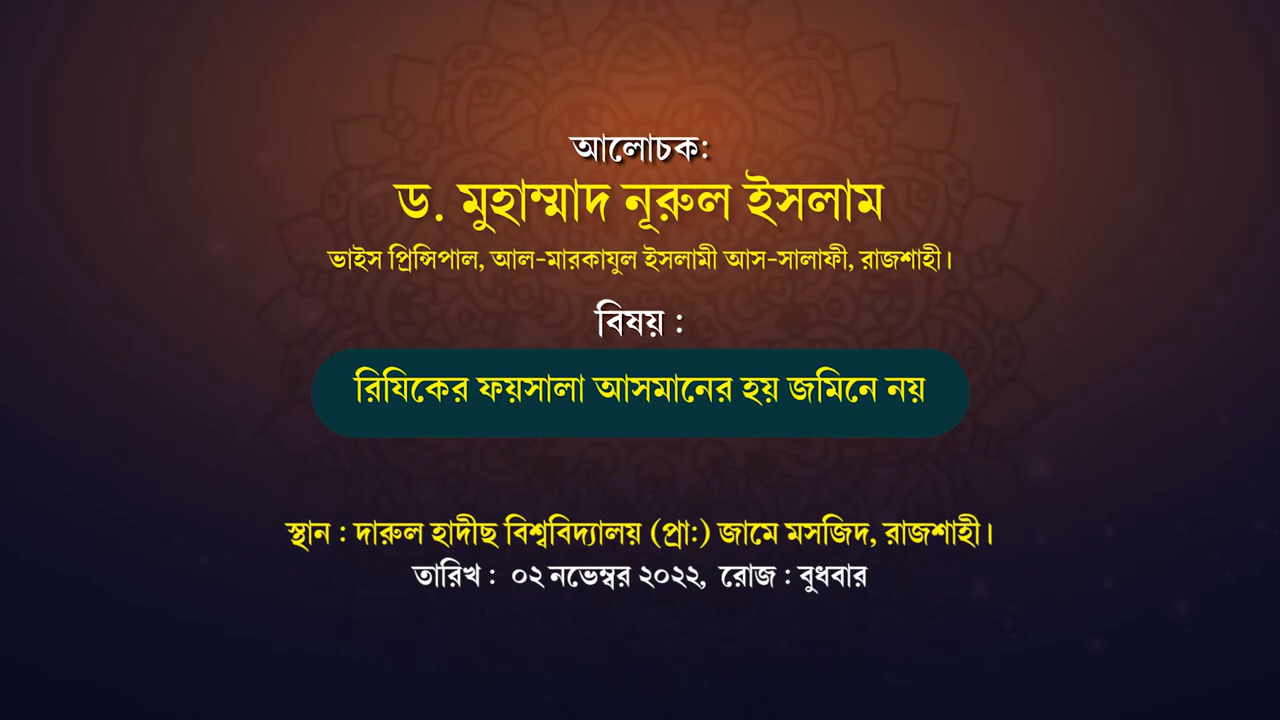 আলোচক:
ড. মুহাম্মাদ নূরুল ইসলাম
ভাইস প্রিন্সিপাল, আল-মারকাযুল ইসলামী আস-সালাফী, রাজশাহী।
বিষয় :
রিযিকের ফয়সালা আসমানের হয় জমিনে নয়
স্থান : দারুল হাদীছ বিশ্ববিদ্যালয় (প্রা:) জামে মসজিদ, রাজশাহী।
তারিখ : ০২ নভেম্বর ২০২২, রোজ : বুধবার